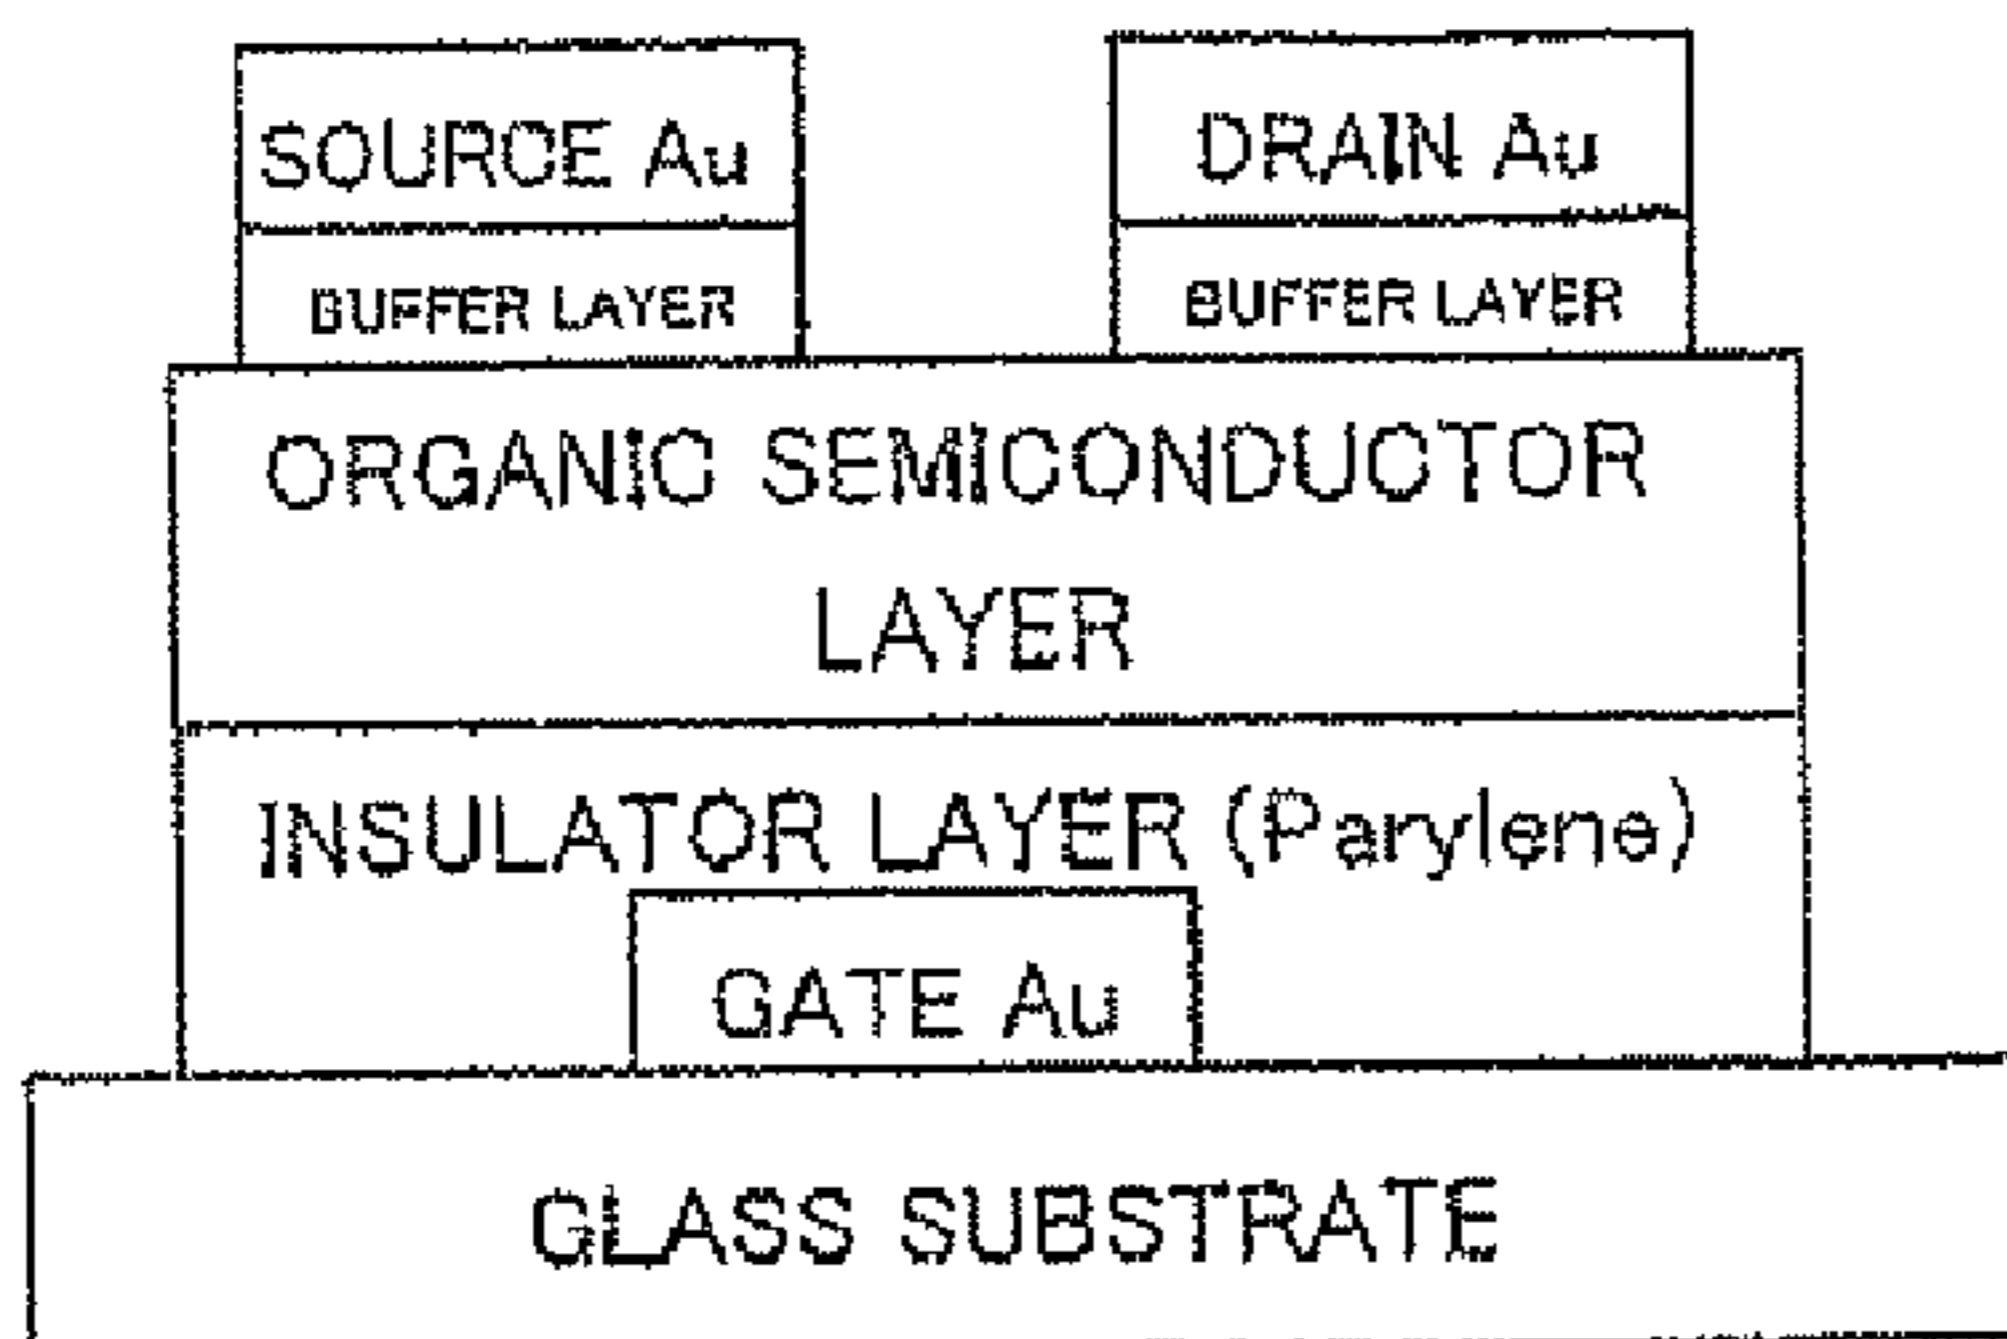 SOURCE Au
DRAIN Au
BUFFER LAYER
BUFFER LAYER
ORGANIC SEMICONDUCTOR
LAYER
INSULATOR LAYER (Parylene)
GATE Au
GLASS SUBSTRATE